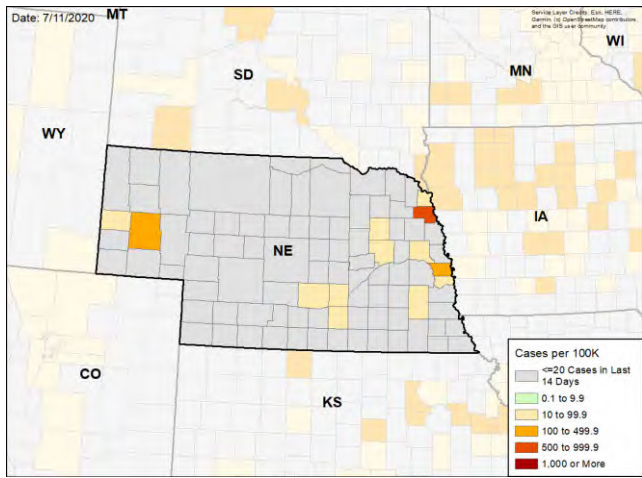 Date: 7/11/2020
Service Layer Credits: Esri, HERE,
Garmin, (c) OpenStreetMap contributors,
and the GIS user community
MT
WI
SD
MN
WY
IA
NE
CO
KS
Cases per 100K
<=20 Cases in Last
14 Days
0.1 to 9.9
10 to 99.9
100 to 499.9
500 to 999.9
1,000 or More